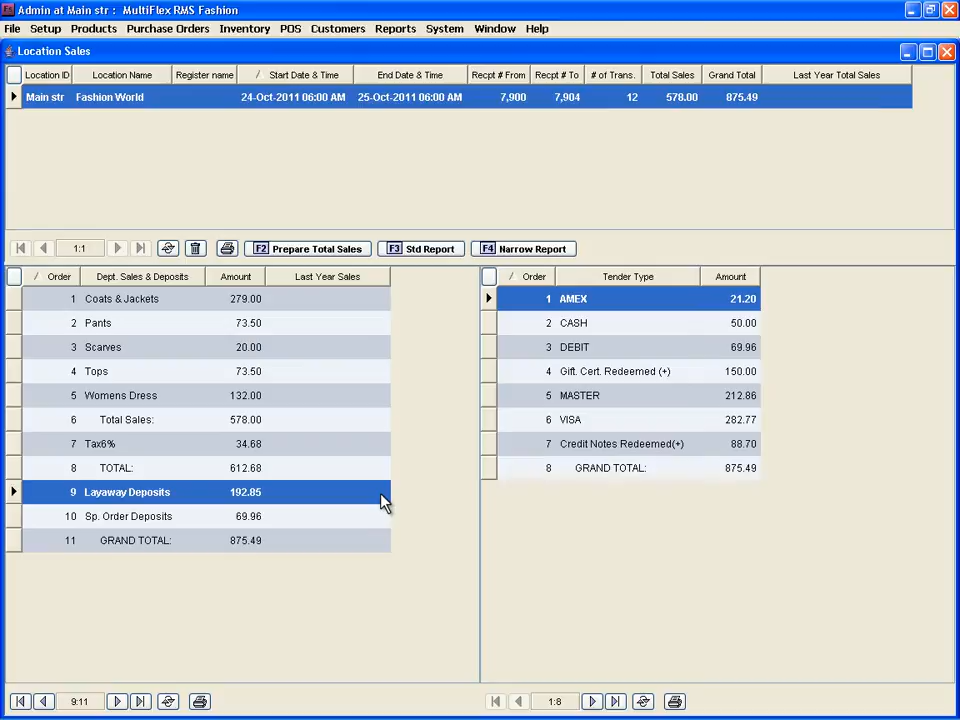 Admin at Main str : MultiFlex RMS Fashion
File Setup Products Purchase Orders Inventory POS Customers Reports System Window Help
Location Sales
Location ID Location Name Register name / Start Date & Time End Date & Time Recpt # From Recpt # To # of Trans. Total Sales Grand Total Last Year Total Sales
Main str Fashion World 24-Oct-2011 06:00 AM 25-Oct-2011 06:00 AM 7,900 7,904 12 578.00 875.49
1:1 F2 Prepare Total Sales F3 Std Report F4 Narrow Report
/ Order Dept. Sales & Deposits Amount Last Year Sales
1 Coats & Jackets 279.00
2 Pants 73.50
3 Scarves 20.00
4 Tops 73.50
5 Womens Dress 132.00
6 Total Sales: 578.00
7 Tax6% 34.68
8 TOTAL: 612.68
9 Layaway Deposits 192.85
10 Sp. Order Deposits 69.96
11 GRAND TOTAL: 875.49
9:11
/ Order Tender Type Amount
1 AMEX 21.20
2 CASH 50.00
3 DEBIT 69.96
4 Gift. Cert. Redeemed (+) 150.00
5 MASTER 212.86
6 VISA 282.77
7 Credit Notes Redeemed(+) 88.70
8 GRAND TOTAL: 875.49
1:8